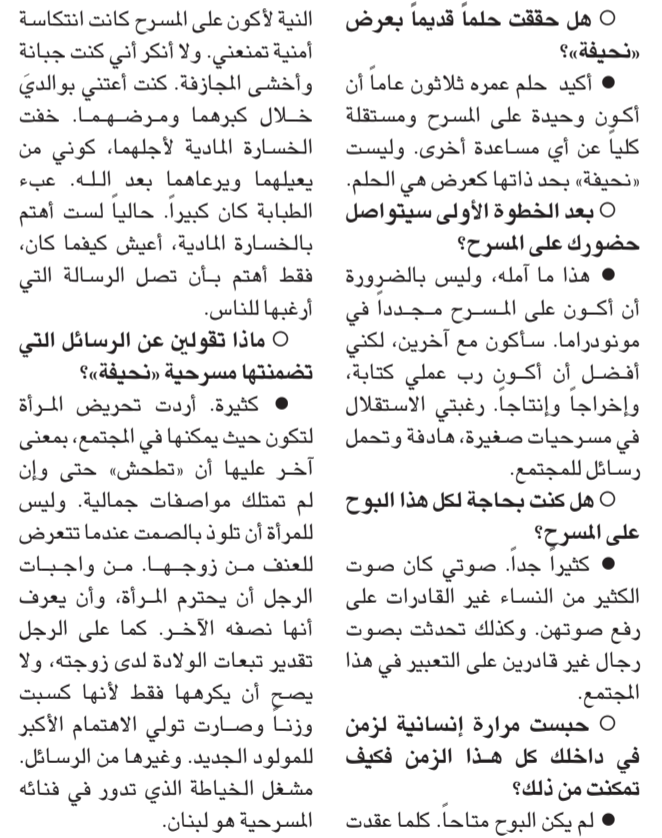 ○ هل حققت حلماً قديماً بعرض
«نحيفة»؟
● أكيد حلم عمره ثلاثون عاماً أن
أكون وحيدة على المسرح ومستقلة
كلياً عن أي مساعدة أخرى. وليست
«نحيفة» بحد ذاتها كعرض هي الحلم.
○ بعد الخطوة الأولى سيتواصل
حضورك على المسرح؟
● هذا ما آمله، وليس بالضرورة
أن أكون على المسرح مجدداً في
مونودراما. سأكون مع آخرين، لكني
أفضل أن أكون رب عملي كتابة،
وإخراجاً وإنتاجاً. رغبتي الاستقلال
في مسرحيات صغيرة، هادفة وتحمل
رسائل للمجتمع.
○ هل كنت بحاجة لكل هذا البوح
على المسرح؟
● كثيراً جداً. صوتي كان صوت
الكثير من النساء غير القادرات على
رفع صوتهن. وكذلك تحدثت بصوت
رجال غير قادرين على التعبير في هذا
المجتمع.
○ حبست مرارة إنسانية لزمن
في داخلك كل هذا الزمن فكيف
تمكنت من ذلك؟
● لم يكن البوح متاحاً. كلما عقدت
النية لأكون على المسرح كانت انتكاسة
أمنية تمنعني. ولا أنكر أني كنت جبانة
وأخشى المجازفة. كنت أعتني بوالديَ
خلال كبرهما ومرضهما. خفت
الخسارة المادية لأجلهما، كوني من
يعيلهما ويرعاهما بعد الله. عبء
الطبابة كان كبيراً. حالياً لست أهتم
بالخسارة المادية، أعيش كيفما كان،
فقط أهتم بأن تصل الرسالة التي
أرغبها للناس.
○ ماذا تقولين عن الرسائل التي
تضمنتها مسرحية «نحيفة»؟
● كثيرة. أردت تحريض المرأة
لتكون حيث يمكنها في المجتمع، بمعنى
آخر عليها أن «تطحش» حتى وإن
لم تمتلك مواصفات جمالية. وليس
للمرأة أن تلوذ بالصمت عندما تتعرض
للعنف من زوجها. من واجبات
الرجل أن يحترم المرأة، وأن يعرف
أنها نصفه الآخر. كما على الرجل
تقدير تبعات الولادة لدى زوجته، ولا
يصح أن يكرهها فقط لأنها كسبت
وزناً وصارت تولي الاهتمام الأكبر
للمولود الجديد. وغيرها من الرسائل.
مشغل الخياطة الذي تدور في فنائه
المسرحية هو لبنان.